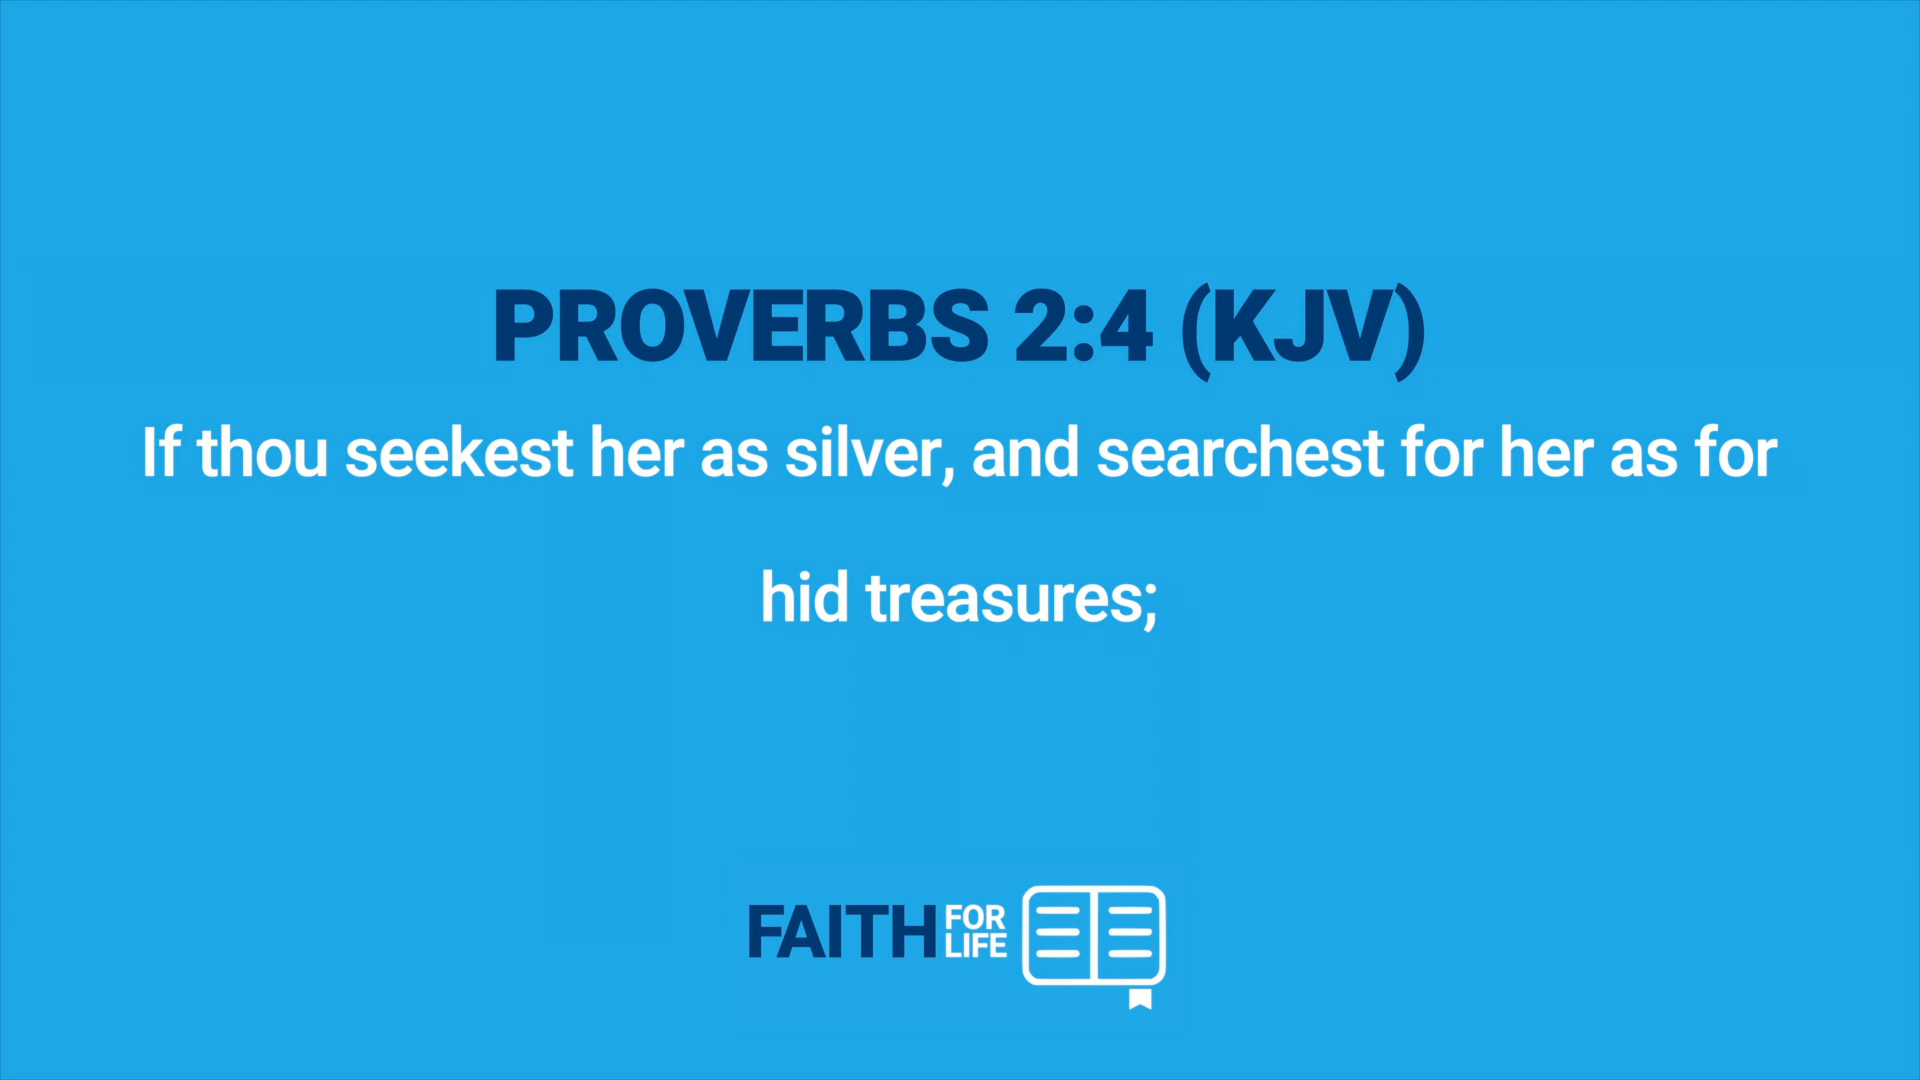 PROVERBS 2:4 (KJV)
If thou seekest her as silver, and searchest for her as for
hid treasures;
FAITH FOR LIFE